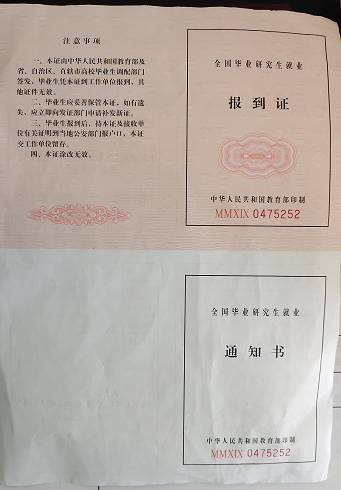 注意事项
一、本证由中华人民共和国教育部及
省、自治区、直辖市高校毕业生调配部门
签发，毕业生凭本证到工作单位报到，其
他证件无效。
二、毕业生应妥善保管本证，如有遗
失，应立即向发证部门申请补发新证。
三、毕业生报到后，持本证及接收单
位有关证明到当地公安部门报户口，本证
交工作单位留存。
四、本证涂改无效。
全国毕业研究生就业
报到证
中华人民共和国教育部印制
MMXIX 0475252
全国毕业研究生就业
通知书
中华人民共和国教育部印制
MMXIX 0475252